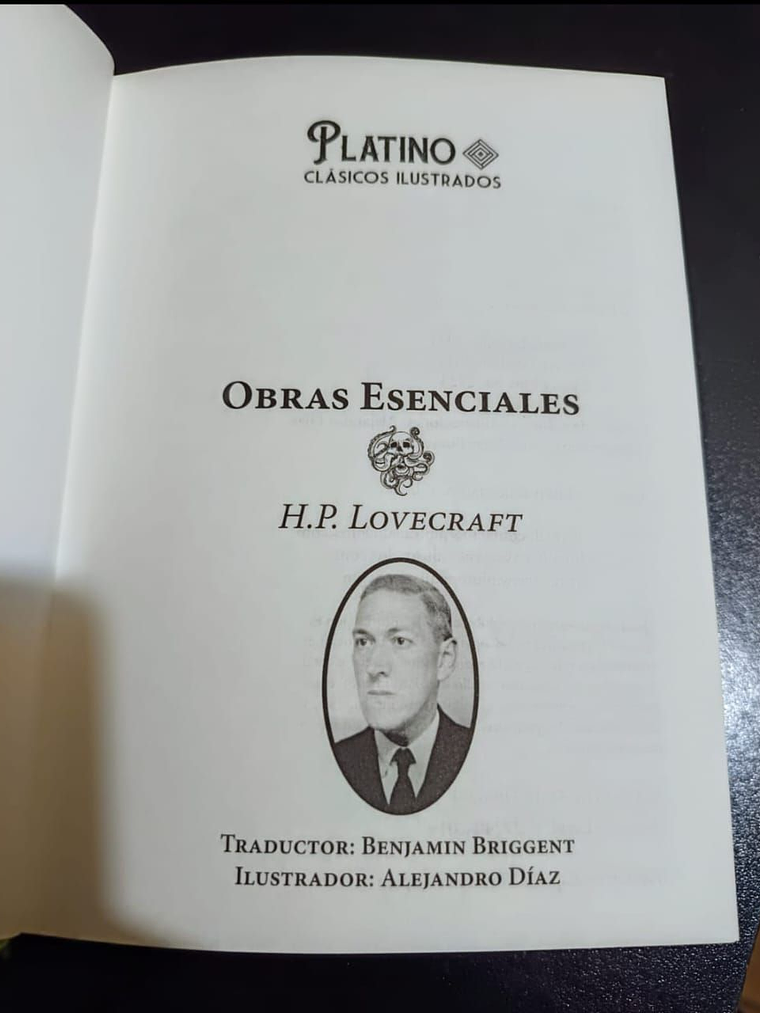 PLATINO
CLÁSICOS ILUSTRADOS
OBRAS ESENCIALES
H.P. LOVECRAFT
TRADUCTOR: BENJAMIN BRIGGENT
ILUSTRADOR: ALEJANDRO DÍAZ